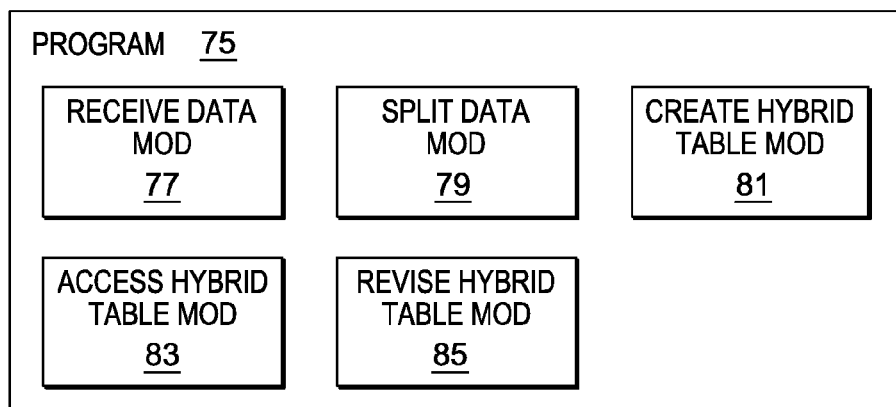 PROGRAM 75
RECEIVE DATA
MOD
77
SPLIT DATA
MOD
79
CREATE HYBRID
TABLE MOD
81
ACCESS HYBRID
TABLE MOD
83
REVISE HYBRID
TABLE MOD
85